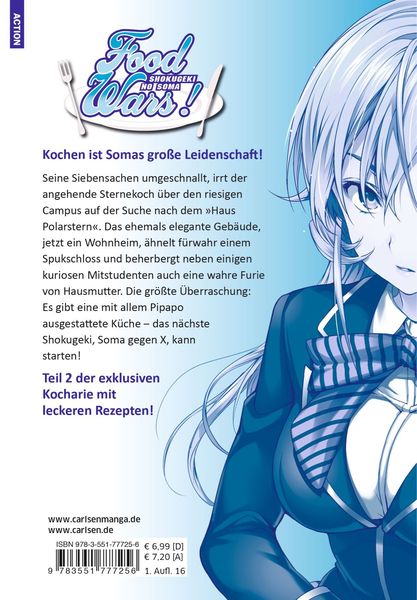 ACTION
Food
SHOKUGEKI
NO SOMA
Wars!
Kochen ist Somas große Leidenschaft!
Seine Siebensachen umgeschnallt, irrt der
angehende Sternekoch über den riesigen
Campus auf der Suche nach dem »Haus
Polarstern«. Das ehemals elegante Gebäude,
jetzt ein Wohnheim, ähnelt fürwahr einem
Spukschloss und beherbergt neben einigen
kuriosen Mitstudenten auch eine wahre Furie
von Hausmutter. Die größte Überraschung:
Es gibt eine mit allem Pipapo
ausgestattete Küche – das nächste
Shokugeki, Soma gegen X, kann
starten!
Teil 2 der exklusiven
Kocharie mit
leckeren Rezepten!
www.carlsenmanga.de
www.carlsen.de
ISBN 978-3-551-77725-6
€ 6,99 [D]
€ 7,20 [A]
9 783551 777256
1. Aufl. 16